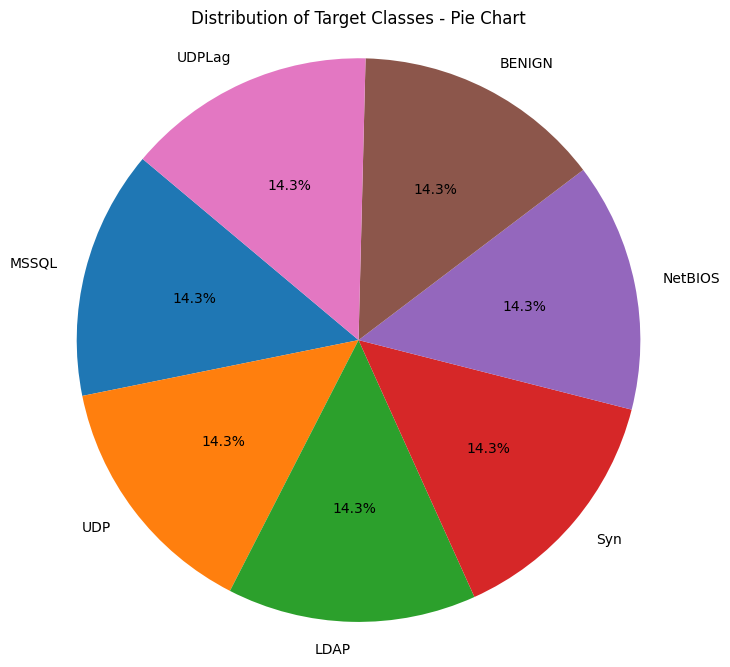 Distribution of Target Classes - Pie Chart
UDPLag
BENIGN
14.3%
14.3%
MSSQL
NetBIOS
14.3%
14.3%
14.3%
14.3%
14.3%
UDP
Syn
LDAP